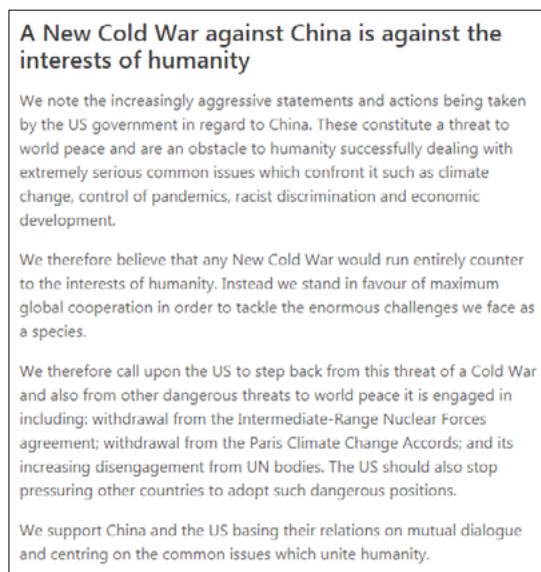 A New Cold War against China is against the
interests of humanity
We note the increasingly aggressive statements and actions being taken
by the US government in regard to China. These constitute a threat to
world peace and are an obstacle to humanity successfully dealing with
extremely serious common issues which confront it such as climate
change, control of pandemics, racist discrimination and economic
development.
We therefore believe that any New Cold War would run entirely counter
to the interests of humanity. Instead we stand in favour of maximum
global cooperation in order to tackle the enormous challenges we face as
a species.
We therefore call upon the US to step back from this threat of a Cold War
and also from other dangerous threats to world peace it is engaged in
including: withdrawal from the Intermediate-Range Nuclear Forces
agreement; withdrawal from the Paris Climate Change Accords; and its
increasing disengagement from UN bodies. The US should also stop
pressuring other countries to adopt such dangerous positions.
We support China and the US basing their relations on mutual dialogue
and centring on the common issues which unite humanity.